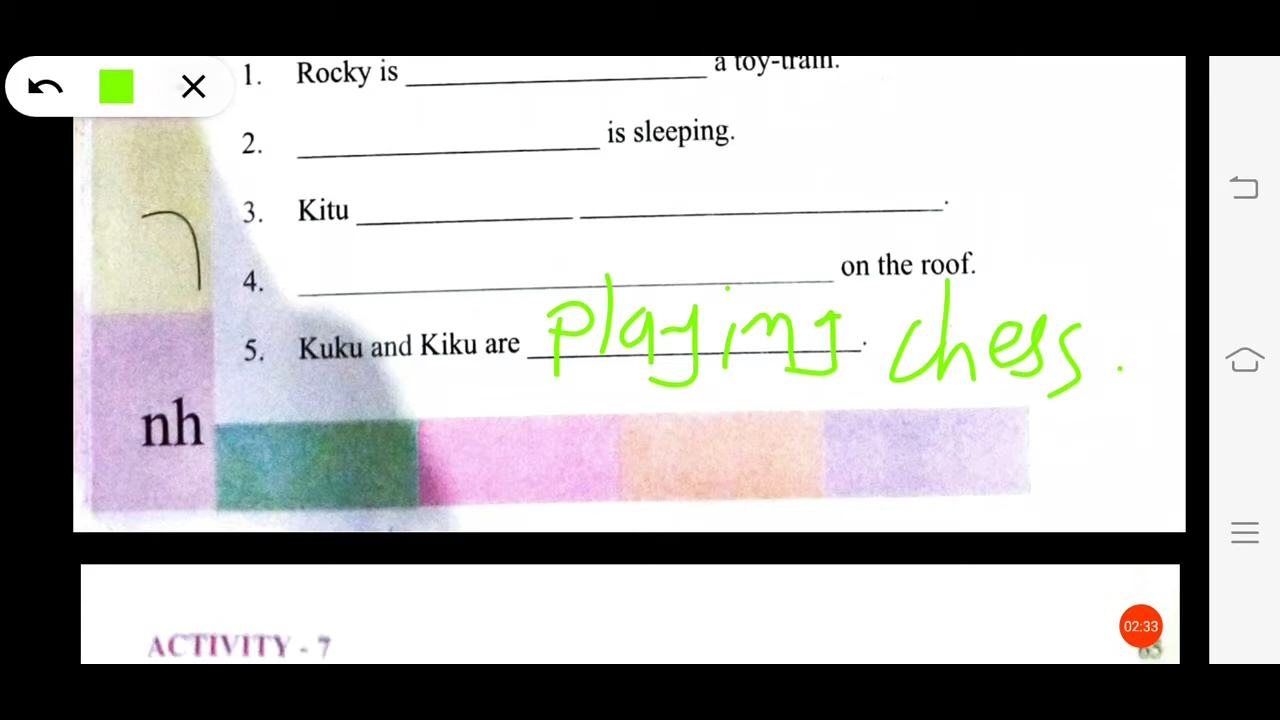 1. Rocky is ____________ a toy-train.
2. ____________ is sleeping.
3. Kitu ____________ ____________.
4. ____________ on the roof.
5. Kuku and Kiku are playing chess.
nh
ACTIVITY - 7
02:33